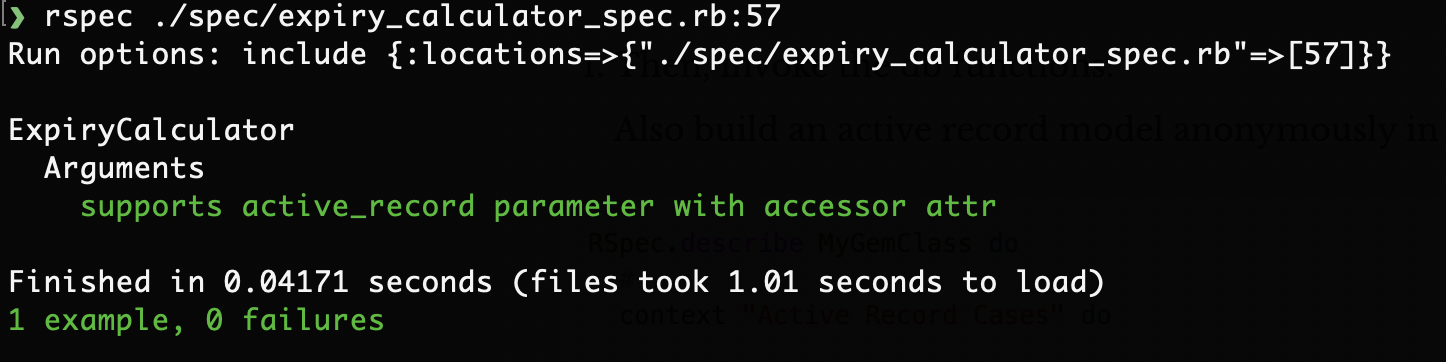 ❯ rspec ./spec/expiry_calculator_spec.rb:57
Run options: include {:locations=>{"./spec/expiry_calculator_spec.rb"=>[57]}}
Then, invoke the db functions.
Also build an active record model anonymously in
ExpiryCalculator
Arguments
supports active_record parameter with accessor attr
RSpec.describe MyGemClass do
Finished in 0.04171 seconds (files took 1.01 seconds to load)
1 example, 0 failures
context "Active Record Cases" do